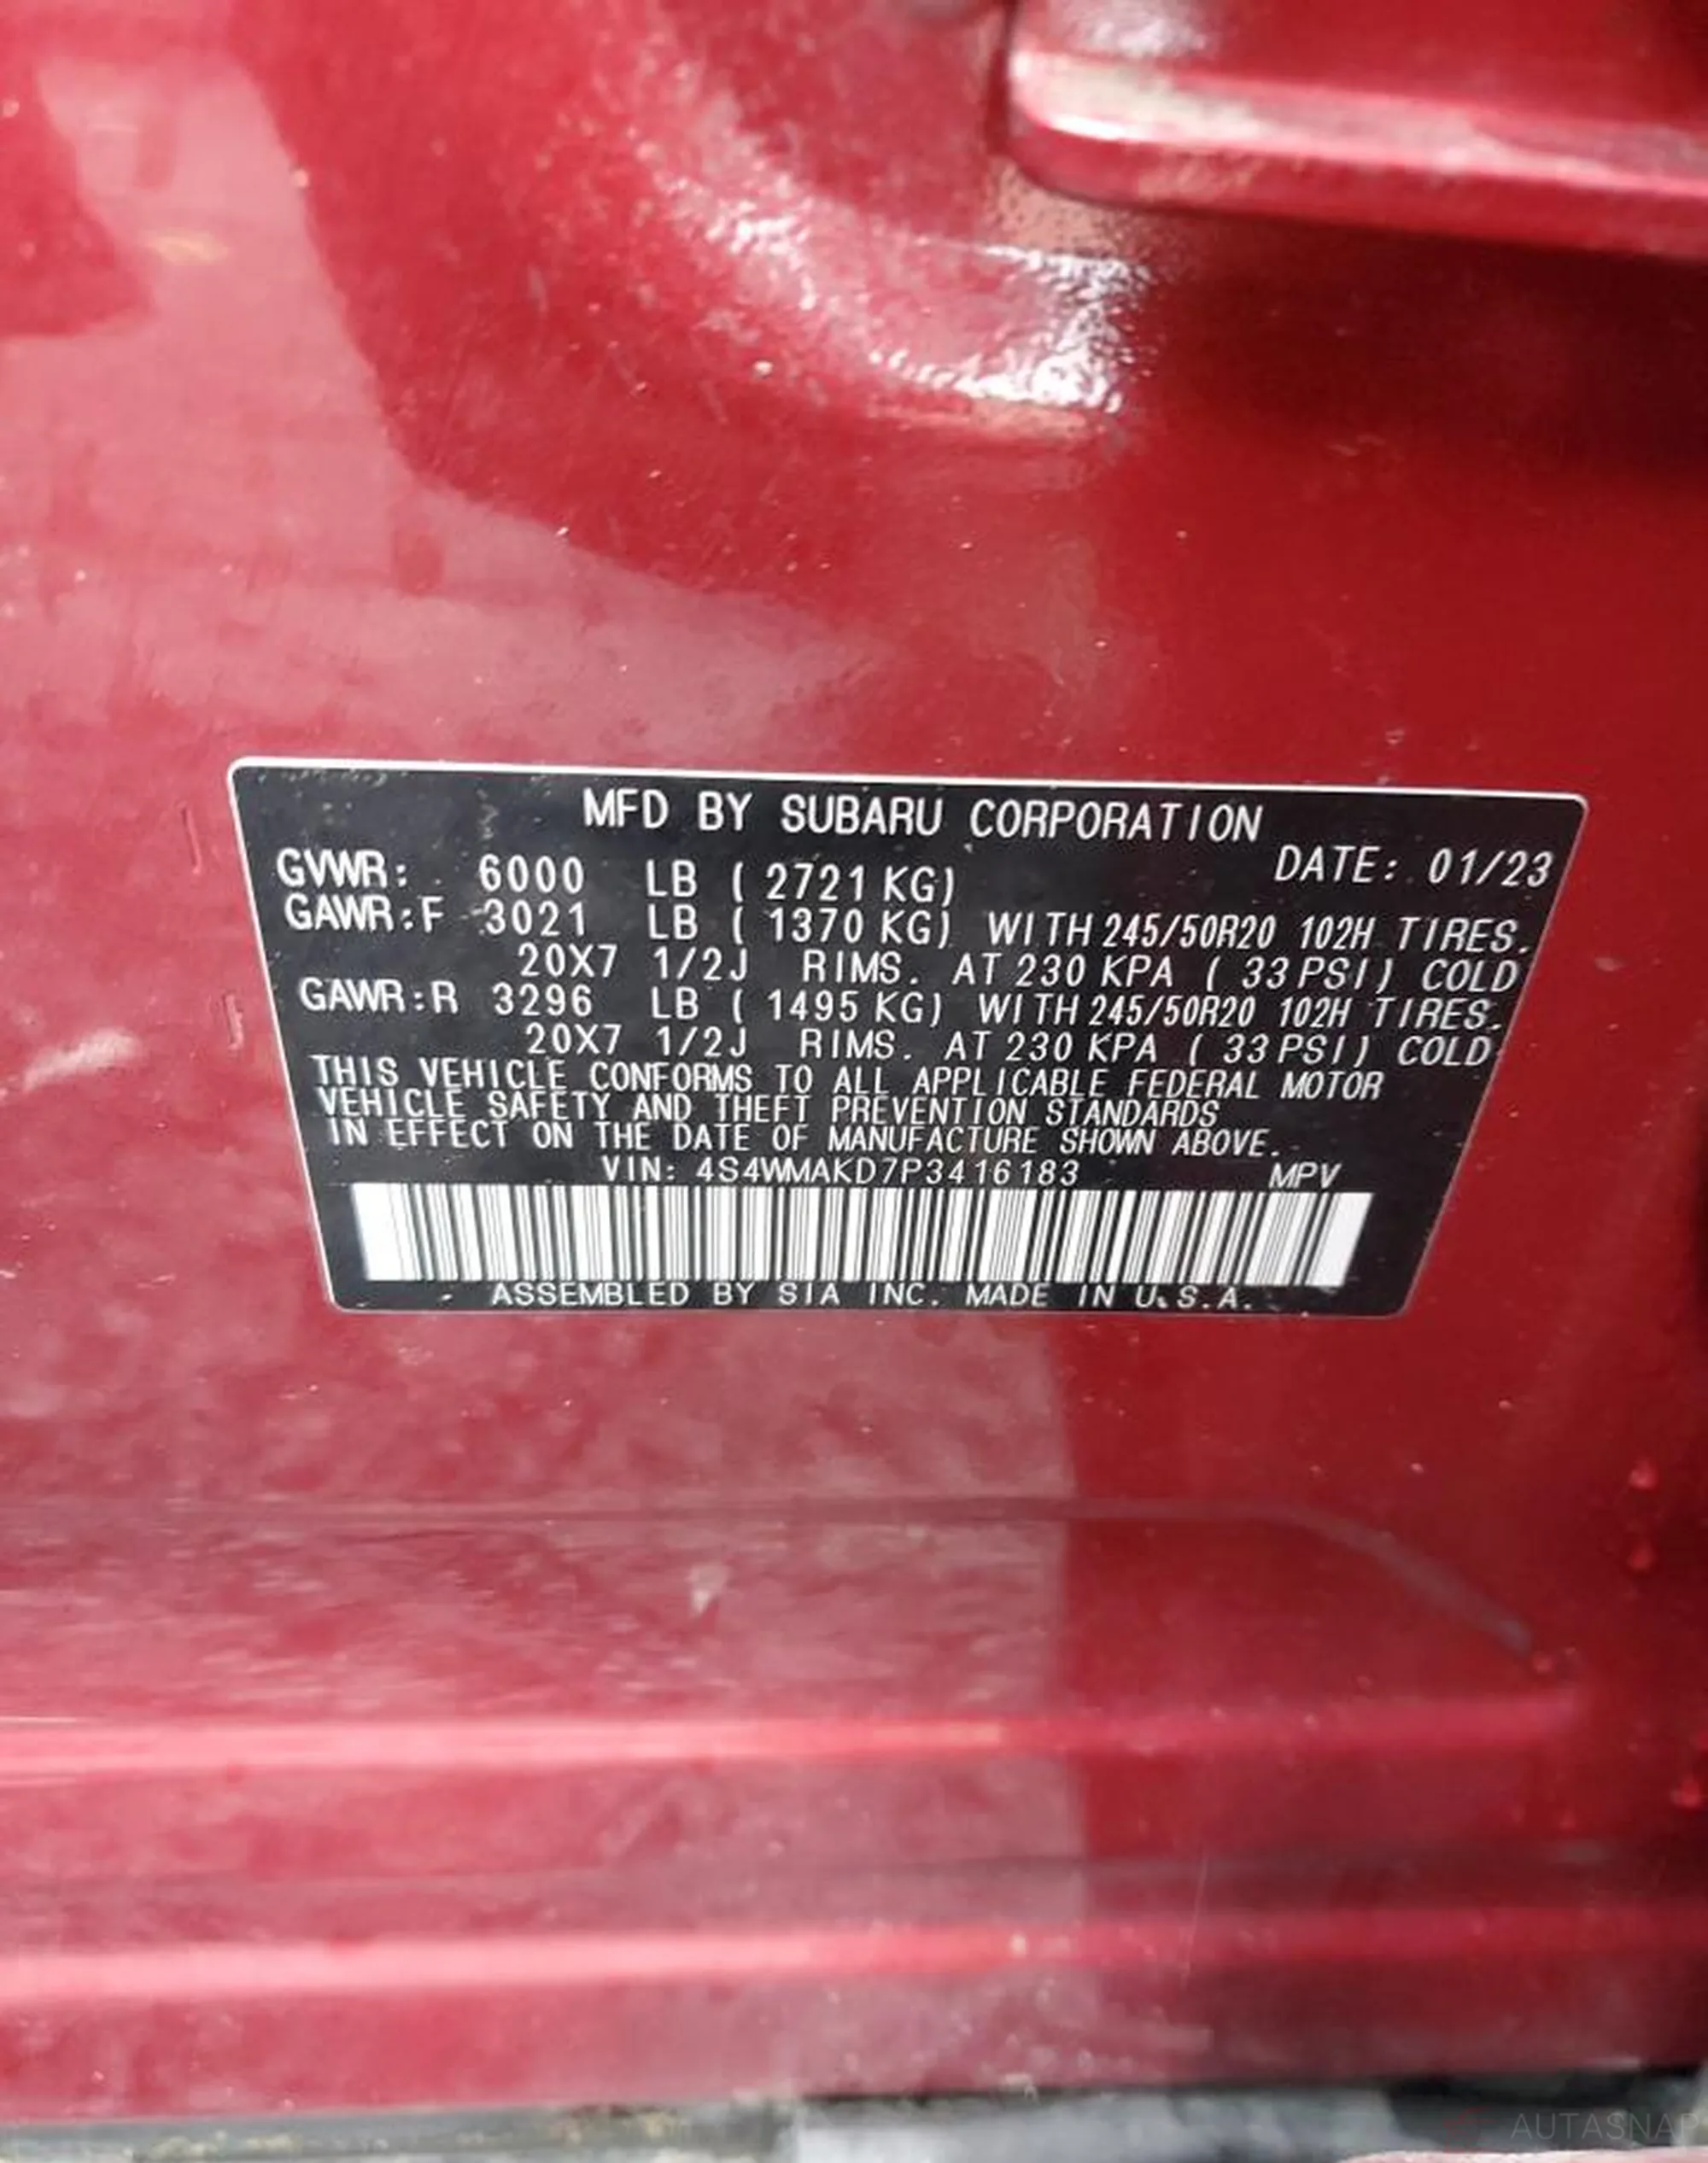 MFD BY SUBARU CORPORATION
DATE: 01/23
GVWR: 6000 LB ( 2721 KG)
GAWR:F 3021 LB ( 1370 KG) WITH 245/50R20 102H TIRES.
20X7 1/2J RIMS. AT 230 KPA ( 33 PSI) COLD
GAWR:R 3296 LB ( 1495 KG) WITH 245/50R20 102H TIRES.
20X7 1/2J RIMS. AT 230 KPA ( 33 PSI) COLD
THIS VEHICLE CONFORMS TO ALL APPLICABLE FEDERAL MOTOR
VEHICLE SAFETY AND THEFT PREVENTION STANDARDS
IN EFFECT ON THE DATE OF MANUFACTURE SHOWN ABOVE.
VIN: 4S4WMAKD7P3416183 MPV
ASSEMBLED BY SIA INC. MADE IN U.S.A.
AUTASNAP